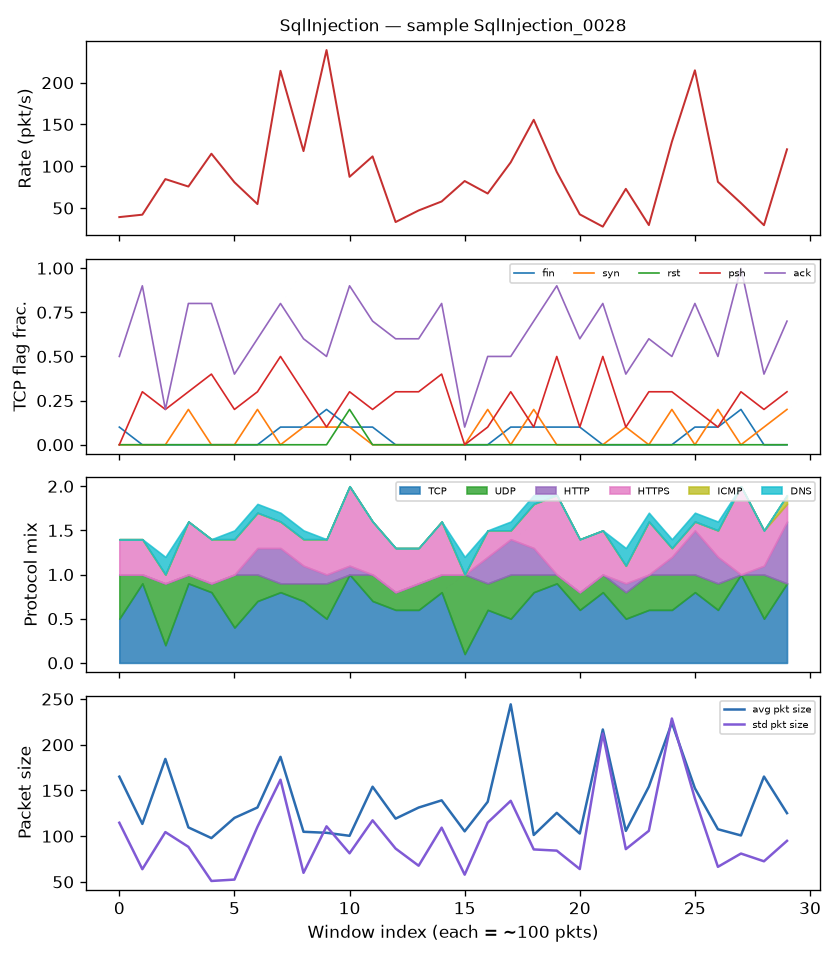 SqlInjection — sample SqlInjection_0028
Rate (pkt/s)
200
150
100
50
TCP flag frac.
1.00
0.75
0.50
0.25
0.00
fin syn rst psh ack
Protocol mix
2.0
1.5
1.0
0.5
0.0
TCP UDP HTTP HTTPS ICMP DNS
Packet size
250
200
150
100
50
avg pkt size
std pkt size
0 5 10 15 20 25 30
Window index (each = ~100 pkts)